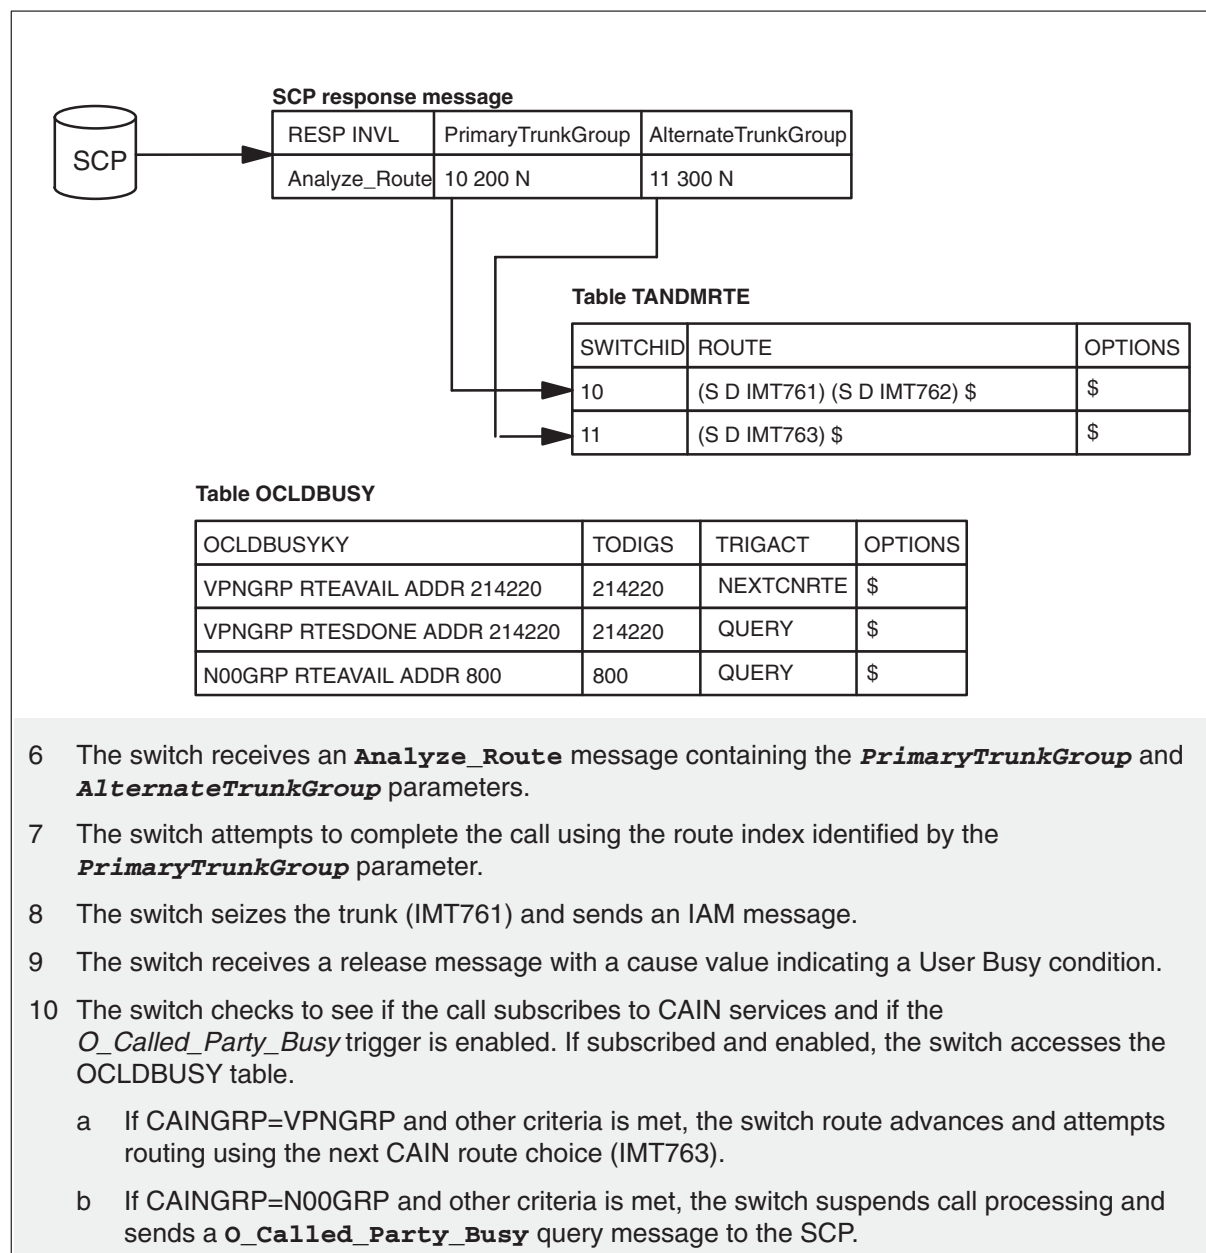 SCP response message
SCP
RESP INVL PrimaryTrunkGroup AlternateTrunkGroup
Analyze_Route 10 200 N 11 300 N
Table TANDMRTE
SWITCHID ROUTE OPTIONS
10 (S D IMT761) (S D IMT762) $ $
11 (S D IMT763) $ $
Table OCLDBUSY
OCLDBUSYKY TODIGS TRIGACT OPTIONS
VPNGRP RTEAVAIL ADDR 214220 214220 NEXTCNRTE $
VPNGRP RTESDONE ADDR 214220 214220 QUERY $
N00GRP RTEAVAIL ADDR 800 800 QUERY $
6 The switch receives an Analyze_Route message containing the PrimaryTrunkGroup and
AlternateTrunkGroup parameters.
7 The switch attempts to complete the call using the route index identified by the
PrimaryTrunkGroup parameter.
8 The switch seizes the trunk (IMT761) and sends an IAM message.
9 The switch receives a release message with a cause value indicating a User Busy condition.
10 The switch checks to see if the call subscribes to CAIN services and if the
O_Called_Party_Busy trigger is enabled. If subscribed and enabled, the switch accesses the
OCLDBUSY table.
a If CAINGRP=VPNGRP and other criteria is met, the switch route advances and attempts
routing using the next CAIN route choice (IMT763).
b If CAINGRP=N00GRP and other criteria is met, the switch suspends call processing and
sends a O_Called_Party_Busy query message to the SCP.